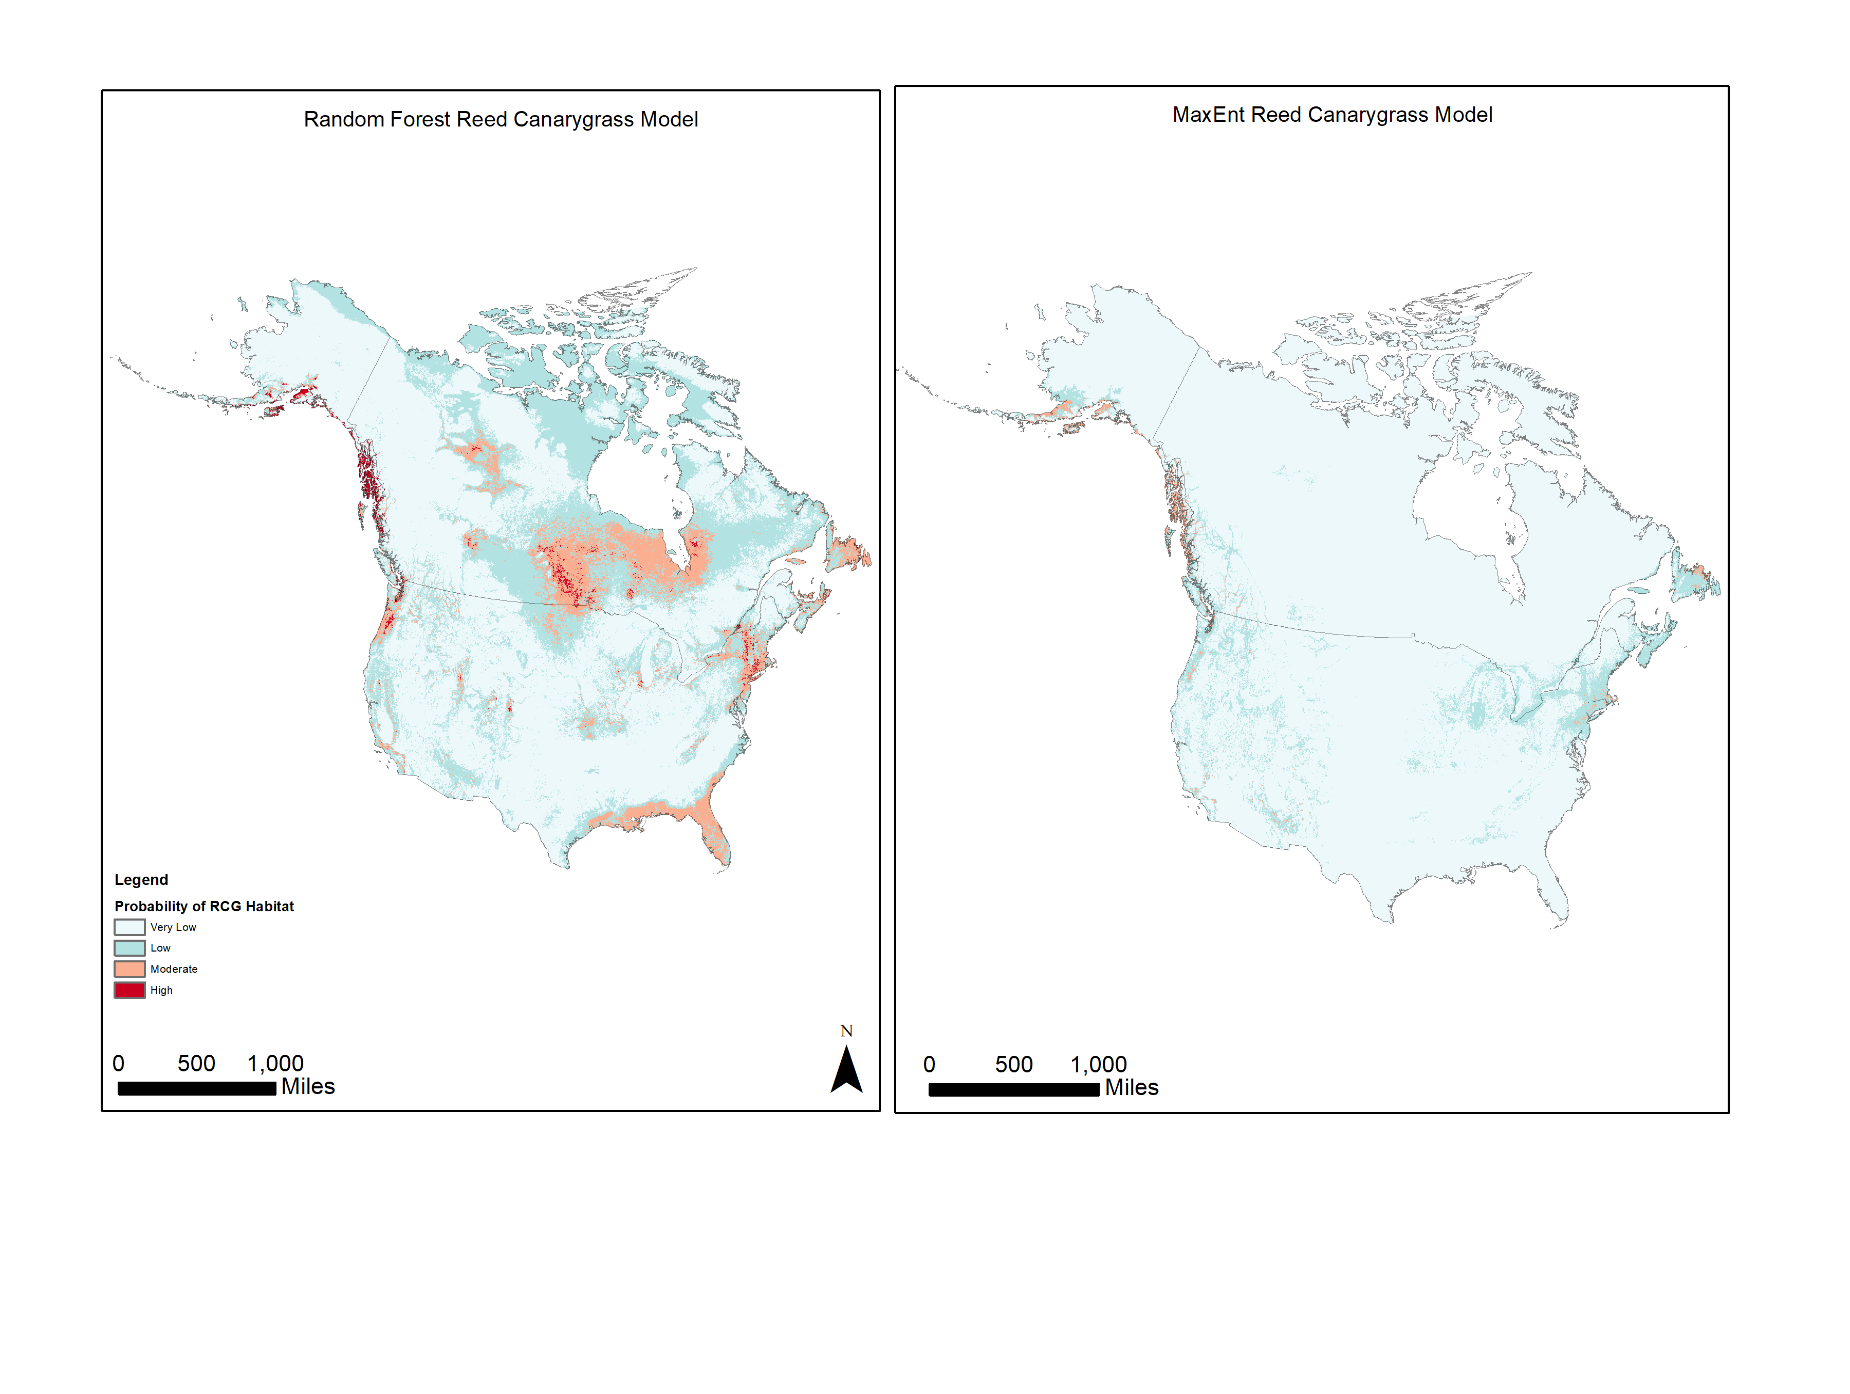 Random Forest Reed Canarygrass Model
Legend
Probability of RCG Habitat
Very Low
Low
Moderate
High
N
0 500 1,000
Miles
MaxEnt Reed Canarygrass Model
0 500 1,000
Miles